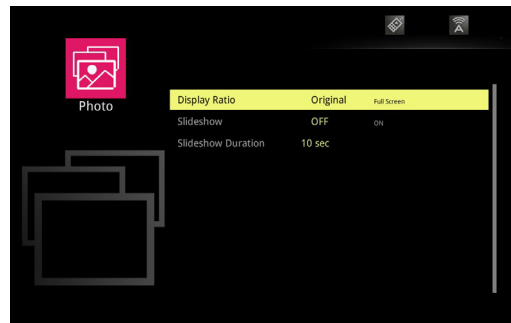 A
Photo
Display Ratio Original Full Screen
Slideshow OFF ON
Slideshow Duration 10 sec